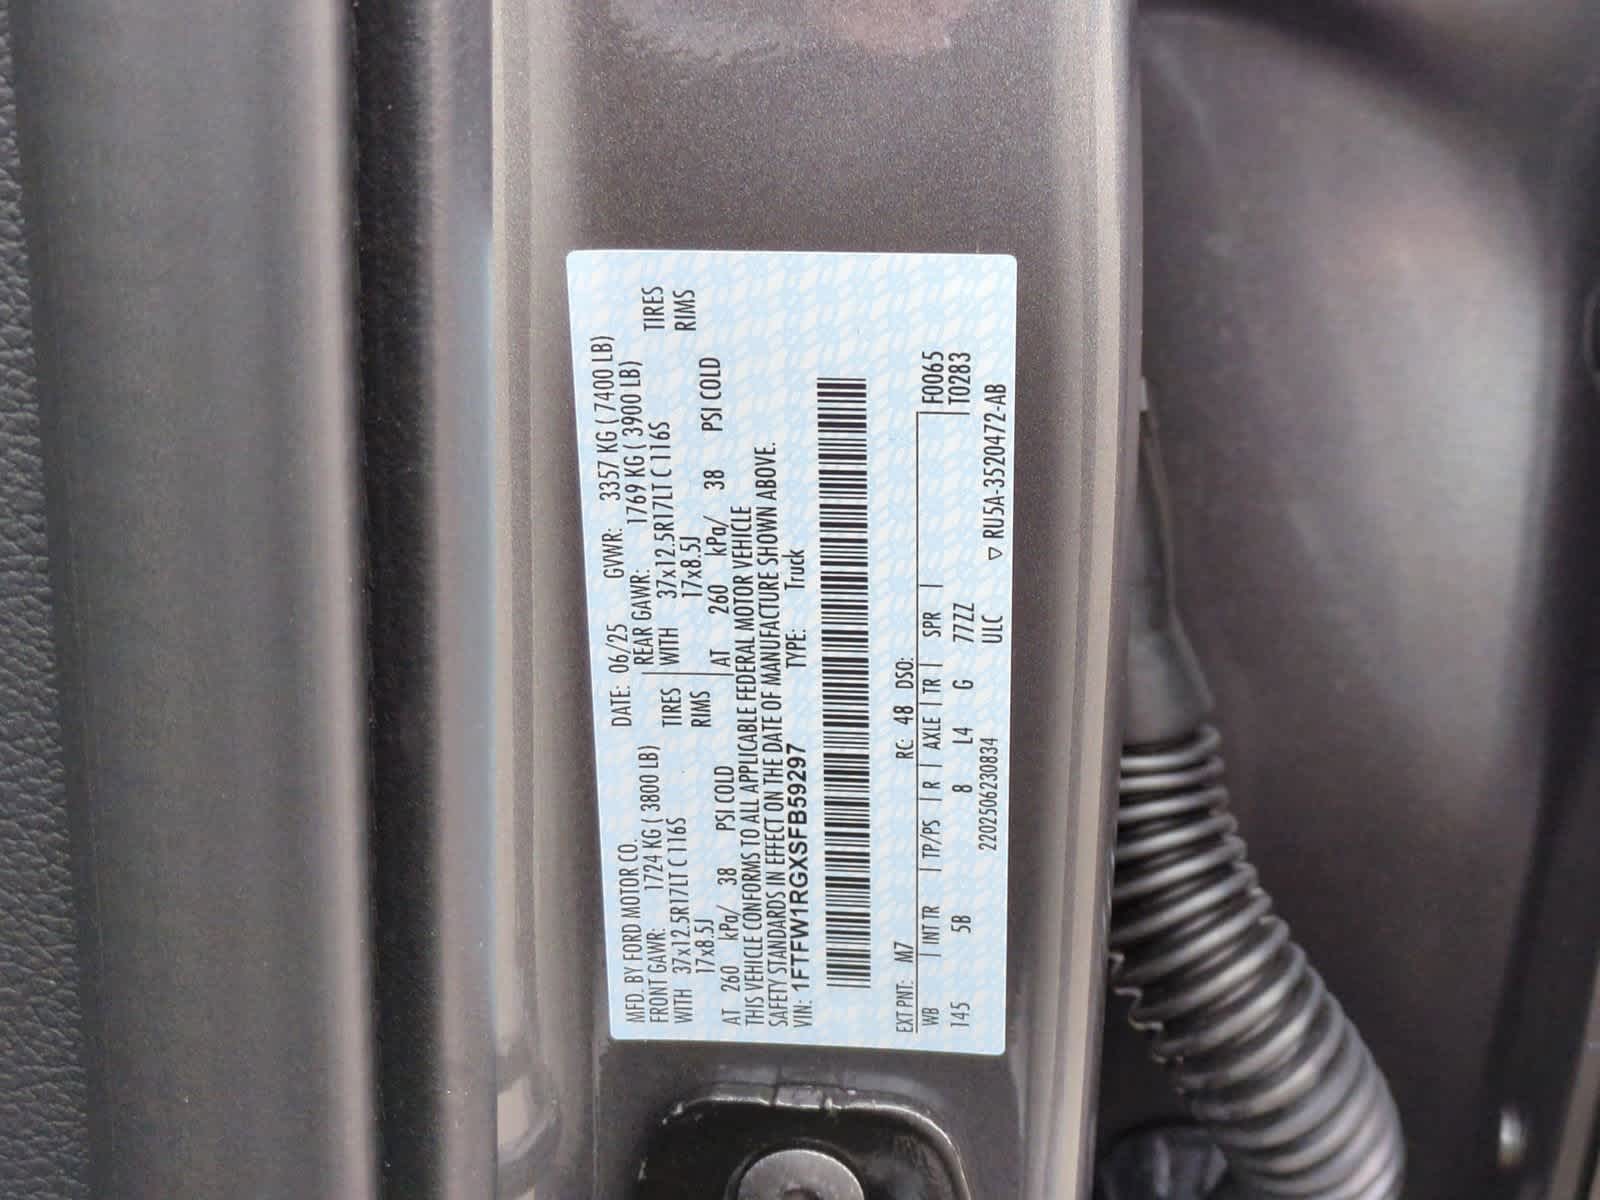 MFD. BY FORD MOTOR CO.
DATE: 06/25 GVWR: 3357 KG ( 7400 LB)
FRONT GAWR: 1724 KG ( 3800 LB) REAR GAWR: 1769 KG ( 3900 LB)
WITH 37x12.5R17LT C 116S TIRES WITH 37x12.5R17LT C 116S TIRES
17x8.5J RIMS 17x8.5J RIMS
AT 260 kPa/ 38 PSI COLD AT 260 kPa/ 38 PSI COLD
THIS VEHICLE CONFORMS TO ALL APPLICABLE FEDERAL MOTOR VEHICLE
SAFETY STANDARDS IN EFFECT ON THE DATE OF MANUFACTURE SHOWN ABOVE.
VIN: 1FTFW1RGXSFB59297 TYPE: Truck
EXT PNT: M7 RC: 48 DSO: F0065
WB INT TR TP/PS R AXLE TR SPR T0283
145 5B 8 L4 G 77ZZ
2202506230834 ULC ▽ RU5A-3520472-AB